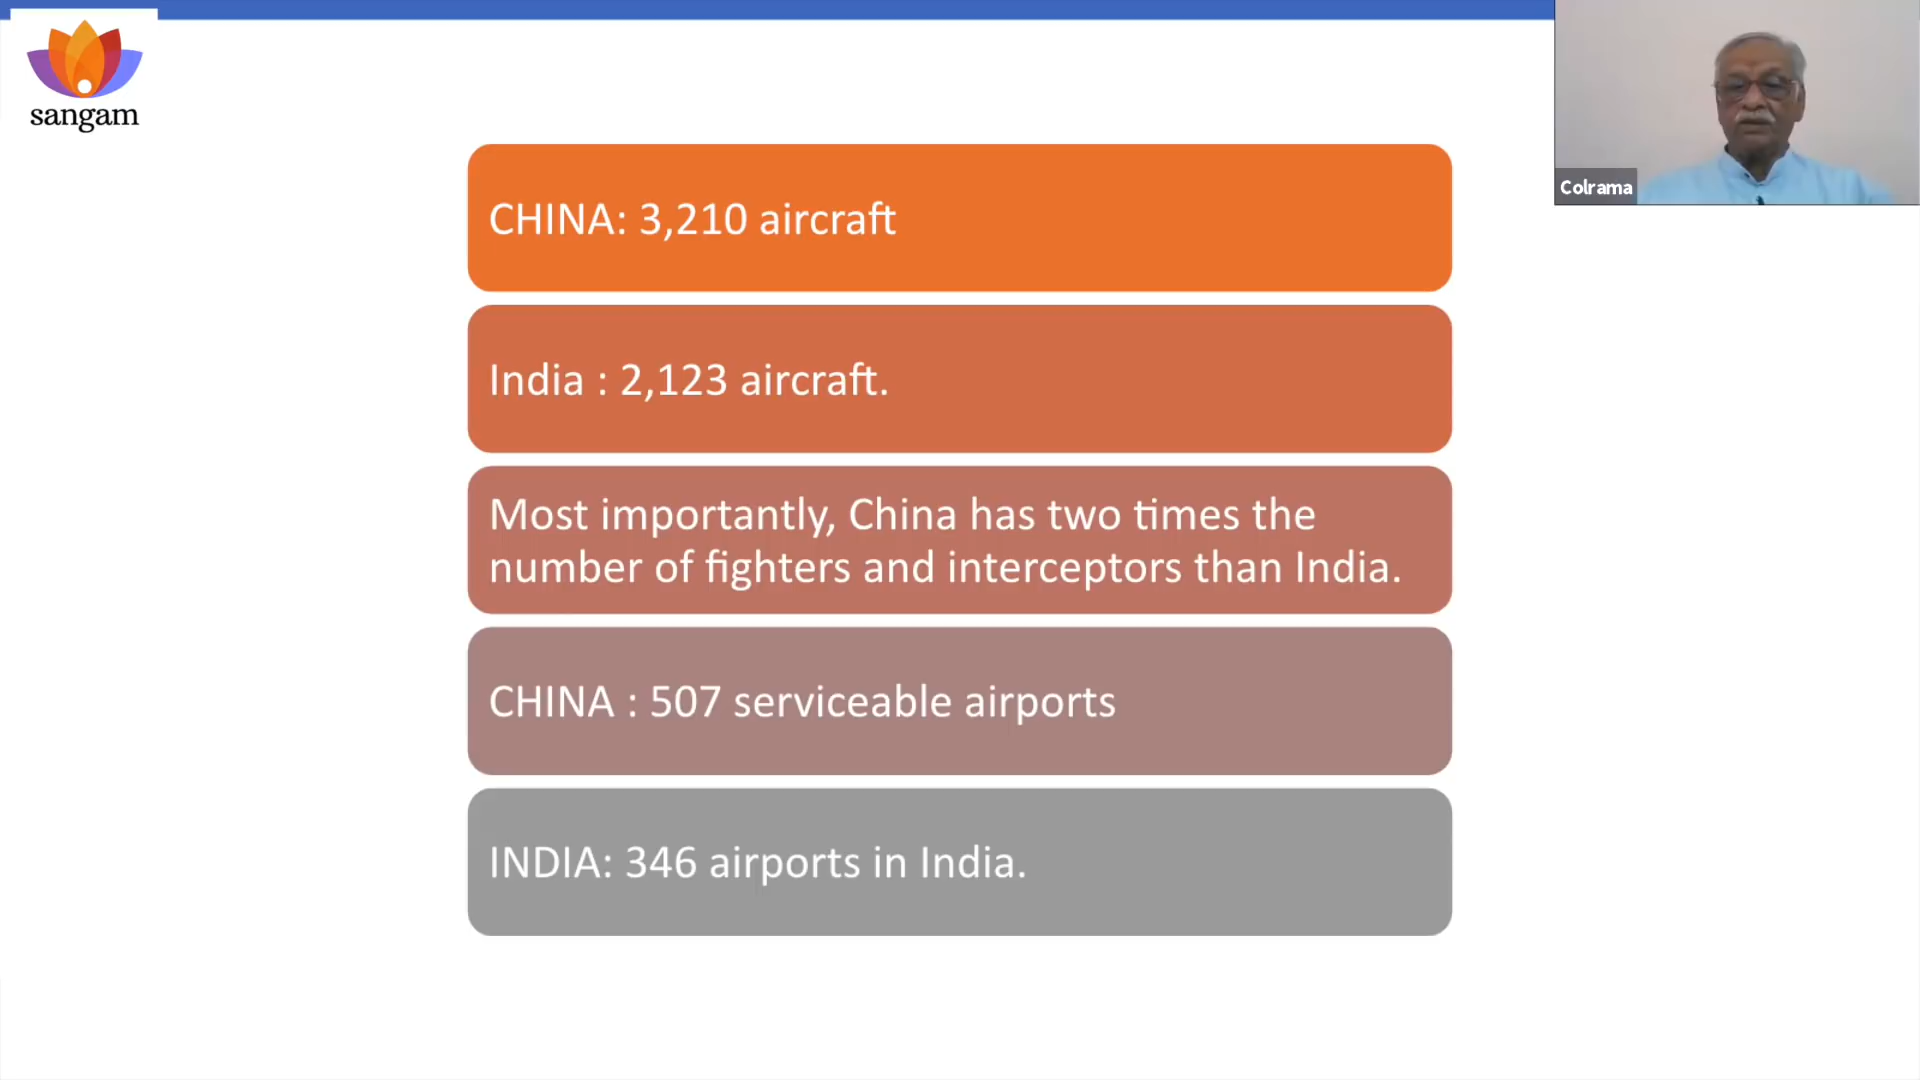 sangam
Colrama
CHINA: 3,210 aircraft
India : 2,123 aircraft.
Most importantly, China has two times the
number of fighters and interceptors than India.
CHINA : 507 serviceable airports
INDIA: 346 airports in India.